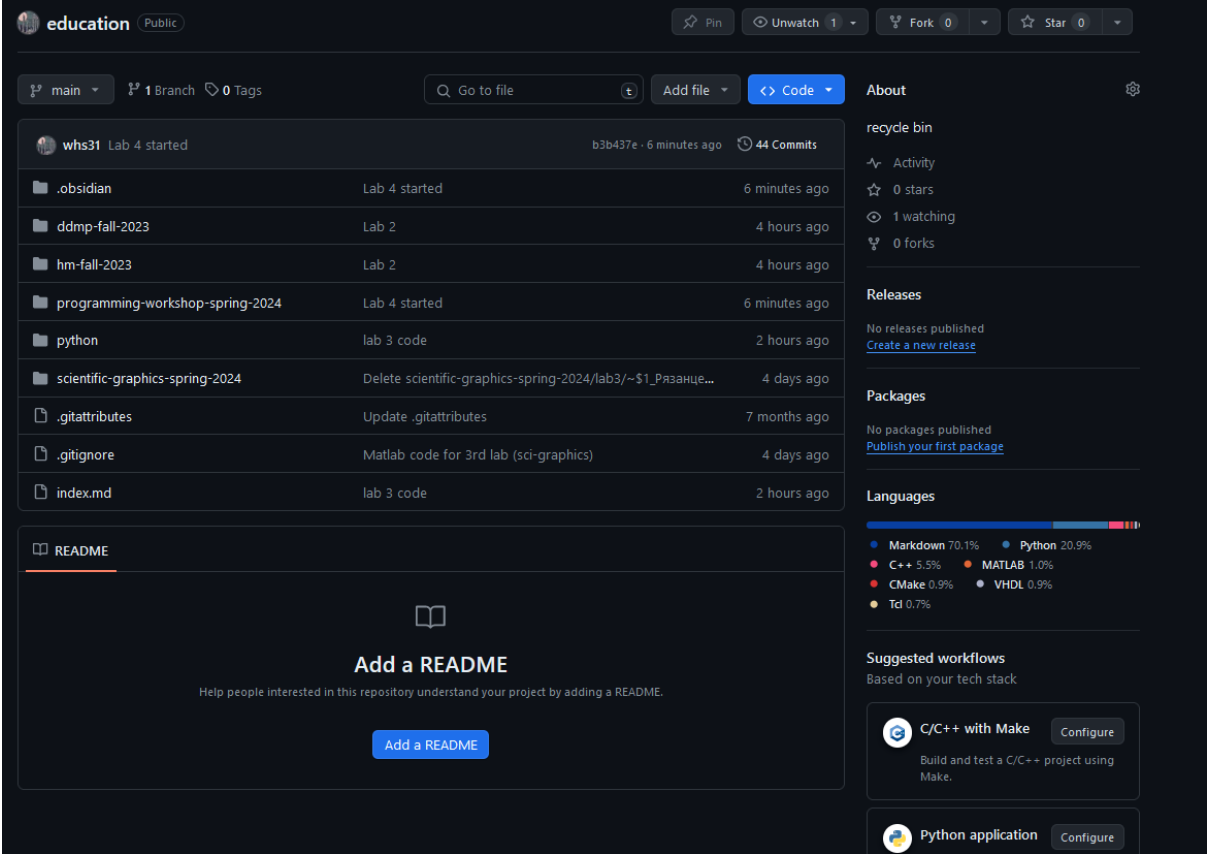 education Public Pin Unwatch 1 Fork 0 Star 0
main 1 Branch 0 Tags Go to file t Add file Code
whs31 Lab 4 started b3b437e · 6 minutes ago 44 Commits
.obsidian Lab 4 started 6 minutes ago
ddmp-fall-2023 Lab 2 4 hours ago
hm-fall-2023 Lab 2 4 hours ago
programming-workshop-spring-2024 Lab 4 started 6 minutes ago
python lab 3 code 2 hours ago
scientific-graphics-spring-2024 Delete scientific-graphics-spring-2024/lab3/~$1_Рязанце... 4 days ago
.gitattributes Update .gitattributes 7 months ago
.gitignore Matlab code for 3rd lab (sci-graphics) 4 days ago
index.md lab 3 code 2 hours ago
README
Add a README
Help people interested in this repository understand your project by adding a README.
Add a README
About
recycle bin
Activity
0 stars
1 watching
0 forks
Releases
No releases published
Create a new release
Packages
No packages published
Publish your first package
Languages
Markdown 70.1% Python 20.9%
C++ 5.5% MATLAB 1.0%
CMake 0.9% VHDL 0.9%
Tcl 0.7%
Suggested workflows
Based on your tech stack
C/C++ with Make Configure
Build and test a C/C++ project using
Make.
Python application Configure